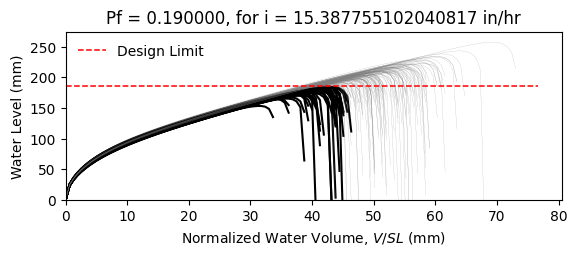 Pf = 0.190000, for i = 15.387755102040817 in/hr
Water Level (mm)
250
200
150
100
50
0
Design Limit
0 10 20 30 40 50 60 70 80
Normalized Water Volume, V/SL (mm)